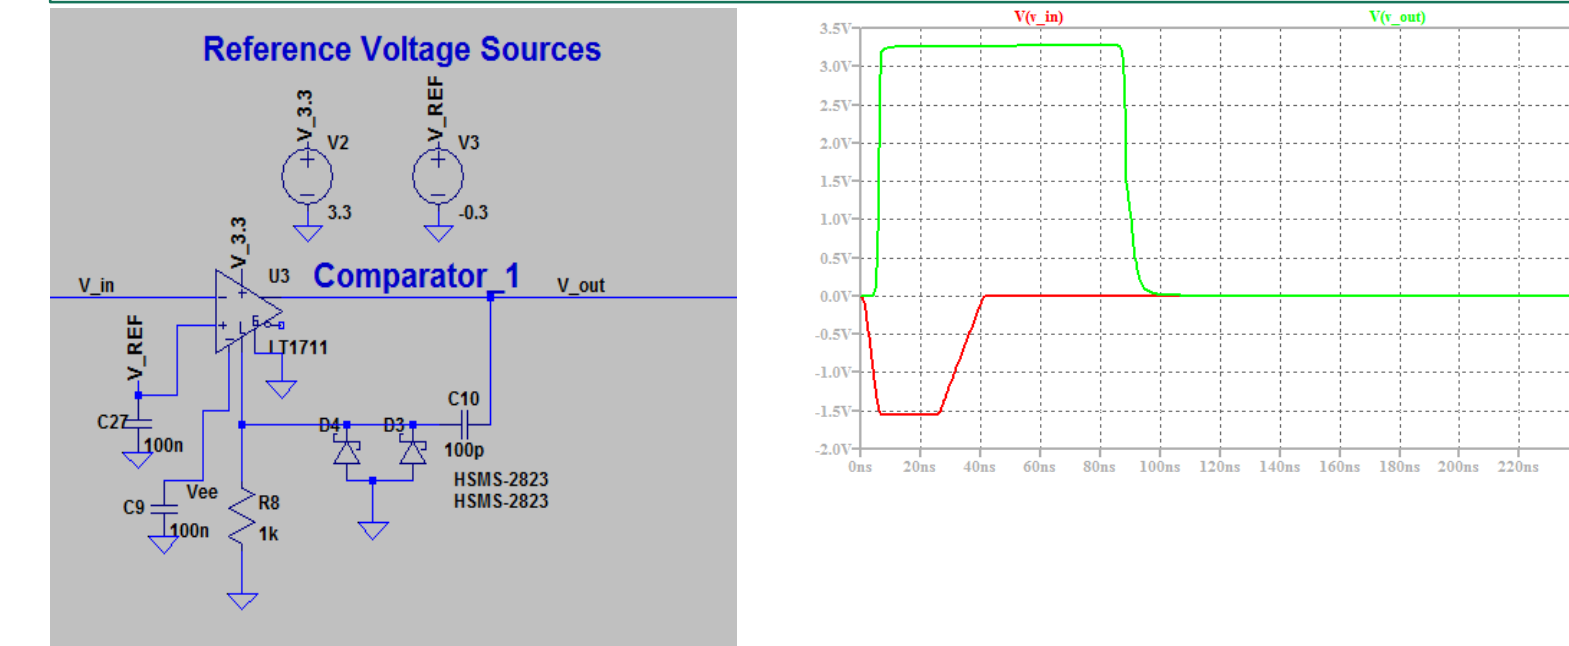 Reference Voltage Sources
V_3.3
V2
3.3
V_REF
V3
-0.3
V_in
V_3.3
U3
Comparator_1
V_out
V_REF
L
LT1711
C27
100n
C9
100n
Vee
R8
1k
D4
D3
C10
100p
HSMS-2823
HSMS-2823
V(v_in)
V(v_out)
3.5V
3.0V
2.5V
2.0V
1.5V
1.0V
0.5V
0.0V
-0.5V
-1.0V
-1.5V
-2.0V
0ns 20ns 40ns 60ns 80ns 100ns 120ns 140ns 160ns 180ns 200ns 220ns